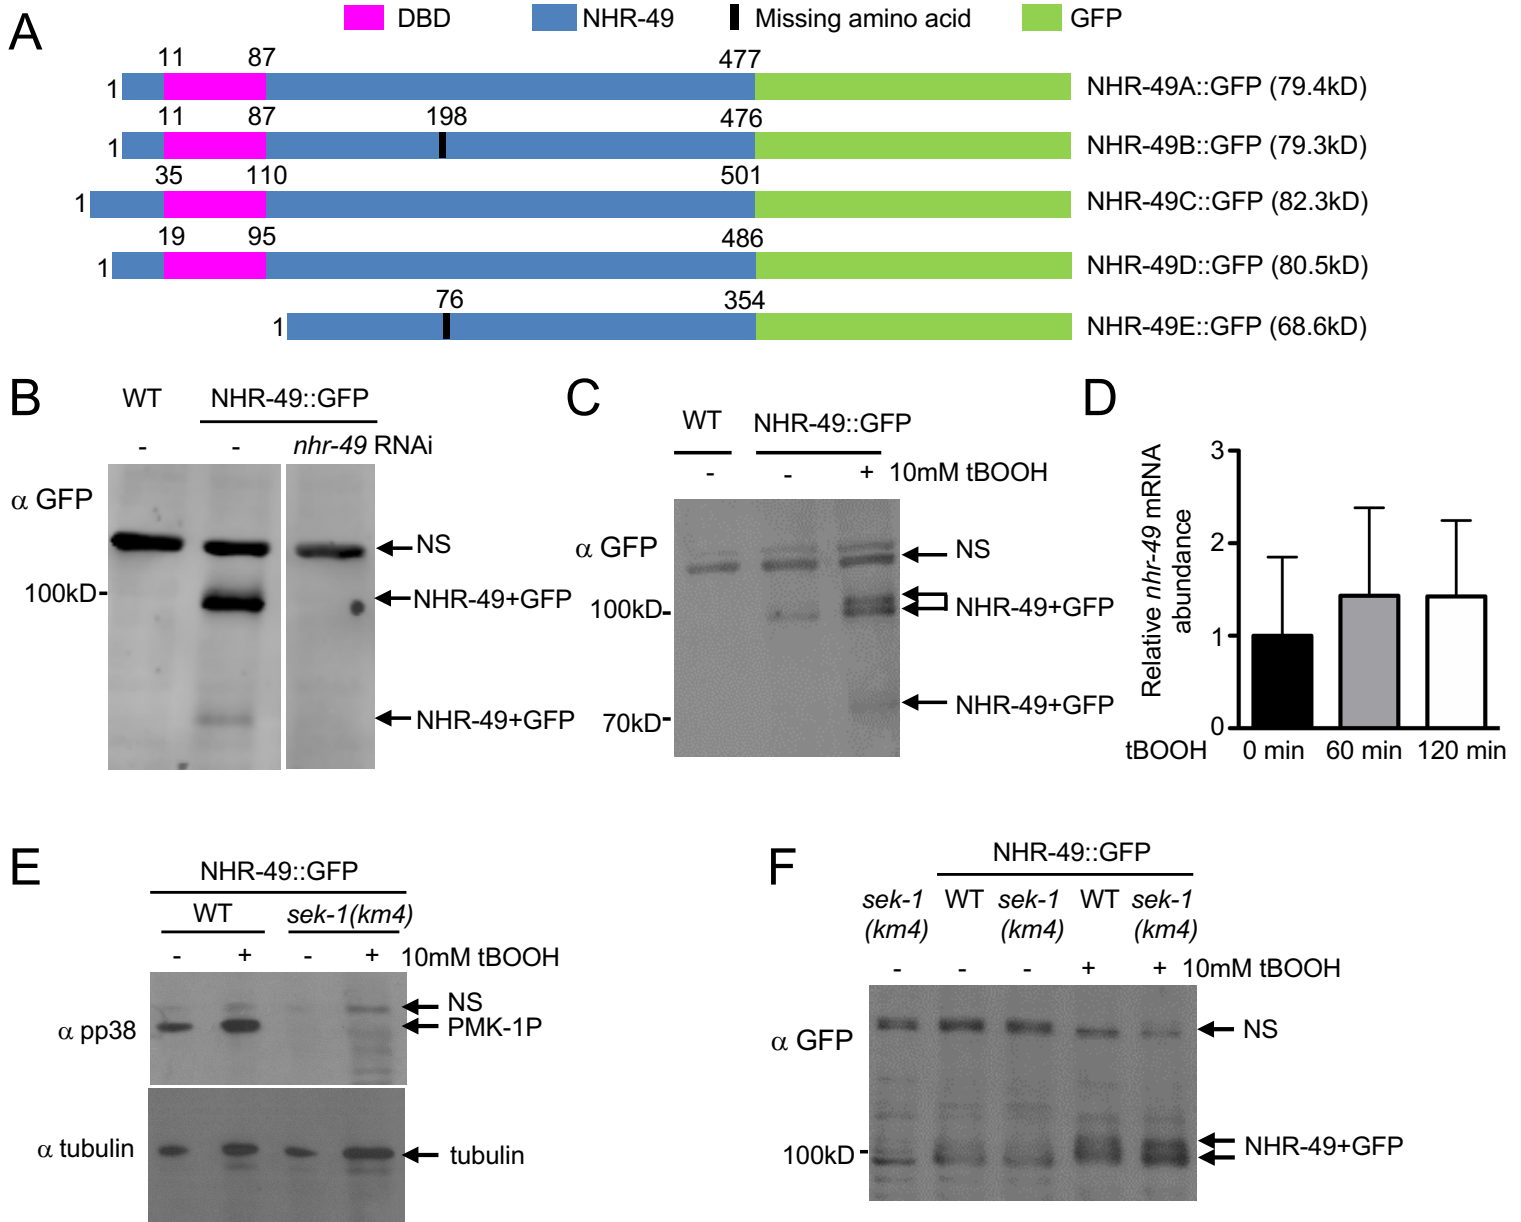 A
DBD
NHR-49
Missing amino acid
GFP
11 87 477
1 NHR-49A::GFP (79.4kD)
11 87 198 476
1 NHR-49B::GFP (79.3kD)
35 110 501
1 NHR-49C::GFP (82.3kD)
19 95 486
1 NHR-49D::GFP (80.5kD)
76 354
1 NHR-49E::GFP (68.6kD)
B
WT NHR-49::GFP
- - nhr-49 RNAi
α GFP
NS
100kD
NHR-49+GFP
NHR-49+GFP
C
WT NHR-49::GFP
- - + 10mM tBOOH
α GFP
NS
100kD
NHR-49+GFP
NHR-49+GFP
70kD
D
Relative nhr-49 mRNA
abundance
3
2
1
0
tBOOH 0 min 60 min 120 min
E
NHR-49::GFP
WT sek-1(km4)
- + - + 10mM tBOOH
α pp38
NS
PMK-1P
α tubulin
tubulin
F
NHR-49::GFP
sek-1 WT sek-1 WT sek-1
(km4) (km4) (km4)
- - - + + 10mM tBOOH
α GFP
NS
100kD
NHR-49+GFP